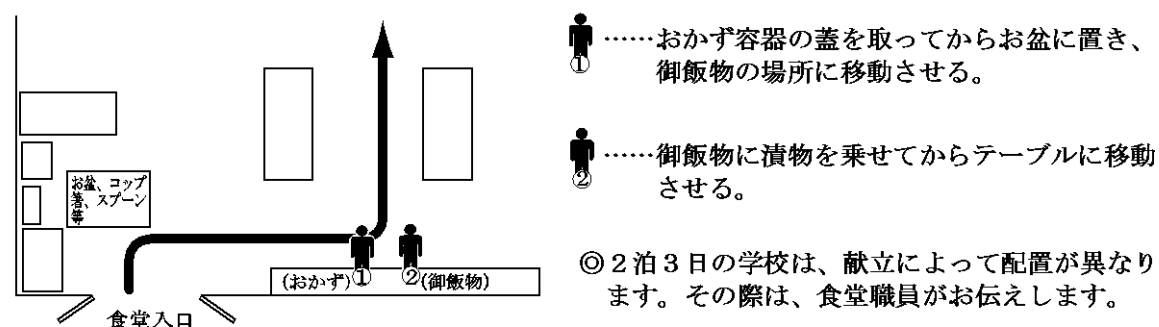 お盆、コップ
箸、スプーン
等
(おかず)
①
②
(御飯物)
食堂入口
①
……おかず容器の蓋を取ってからお盆に置き、
御飯物の場所に移動させる。
②
……御飯物に漬物を乗せてからテーブルに移動
させる。
◎2泊3日の学校は、献立によって配置が異なり
ます。その際は、食堂職員がお伝えします。